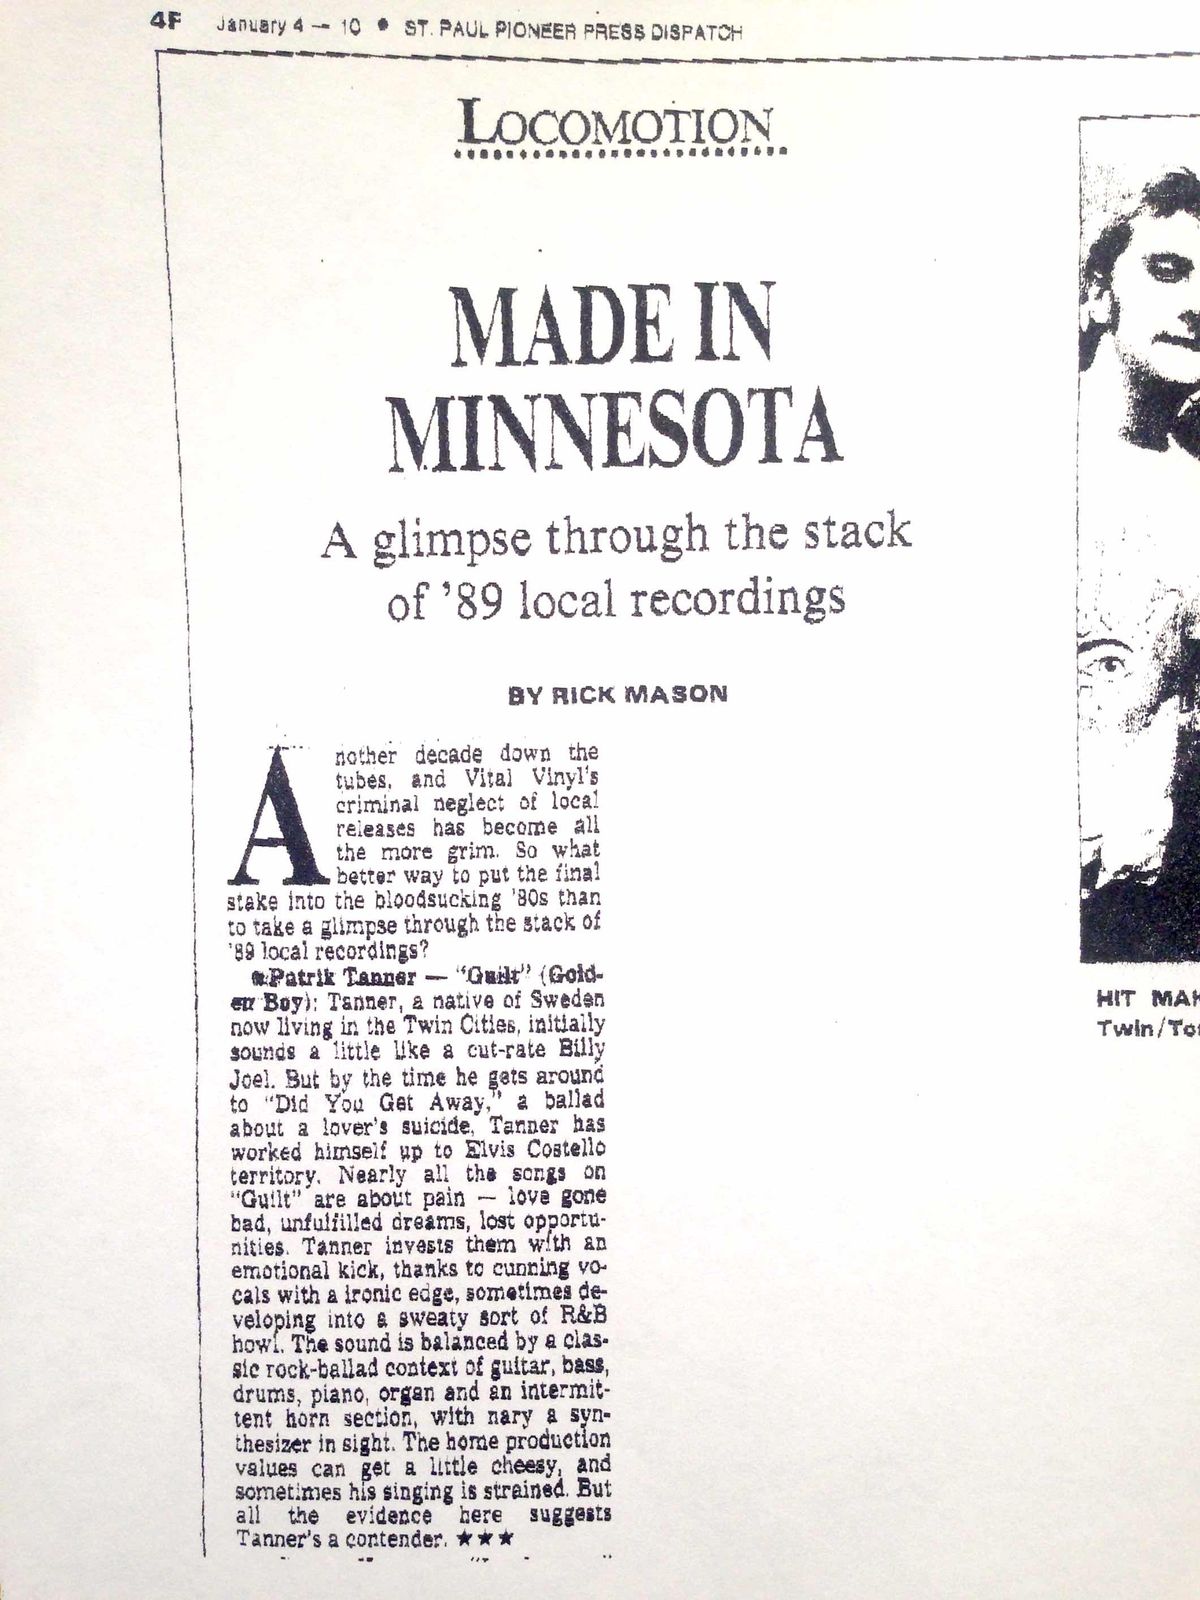 4F January 4 — 10 • ST. PAUL PIONEER PRESS DISPATCH
LOCOMOTION
MADE IN
MINNESOTA
A glimpse through the stack
of ’89 local recordings
BY RICK MASON
Another decade down the
tubes, and Vital Vinyl's
criminal neglect of local
releases has become all
the more grim. So what
better way to put the final
stake into the bloodsucking '80s than
to take a glimpse through the stack of
'89 local recordings?
Patrik Tanner — "Guilt" (Gold-
en Boy): Tanner, a native of Sweden
now living in the Twin Cities, initially
sounds a little like a cut-rate Billy
Joel. But by the time he gets around
to "Did You Get Away," a ballad
about a lover's suicide, Tanner has
worked himself up to Elvis Costello
territory. Nearly all the songs on
"Guilt" are about pain — love gone
bad, unfulfilled dreams, lost opportu-
nities. Tanner invests them with an
emotional kick, thanks to cunning vo-
cals with a ironic edge, sometimes de-
veloping into a sweaty sort of R&B
howl. The sound is balanced by a clas-
sic rock-ballad context of guitar, bass,
drums, piano, organ and an intermit-
tent horn section, with nary a syn-
thesizer in sight. The home production
values can get a little cheesy, and
sometimes his singing is strained. But
all the evidence here suggests
Tanner's a contender. ★★★
HIT MAK
Twin/To